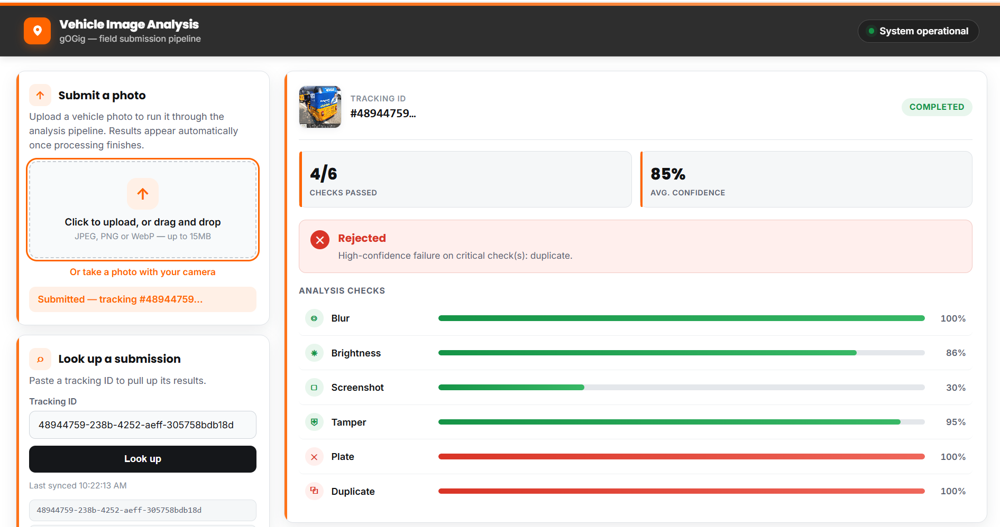 Vehicle Image Analysis
gOGig — field submission pipeline
System operational
Submit a photo
Upload a vehicle photo to run it through the
analysis pipeline. Results appear automatically
once processing finishes.
Click to upload, or drag and drop
JPEG, PNG or WebP — up to 15MB
Or take a photo with your camera
Submitted — tracking #48944759...
Look up a submission
Paste a tracking ID to pull up its results.
Tracking ID
48944759-238b-4252-aeff-305758bdb18d
Look up
Last synced 10:22:13 AM
48944759-238b-4252-aeff-305758bdb18d
TRACKING ID
#48944759...
COMPLETED
4/6
CHECKS PASSED
85%
AVG. CONFIDENCE
Rejected
High-confidence failure on critical check(s): duplicate.
ANALYSIS CHECKS
Blur 100%
Brightness 86%
Screenshot 30%
Tamper 95%
Plate 100%
Duplicate 100%